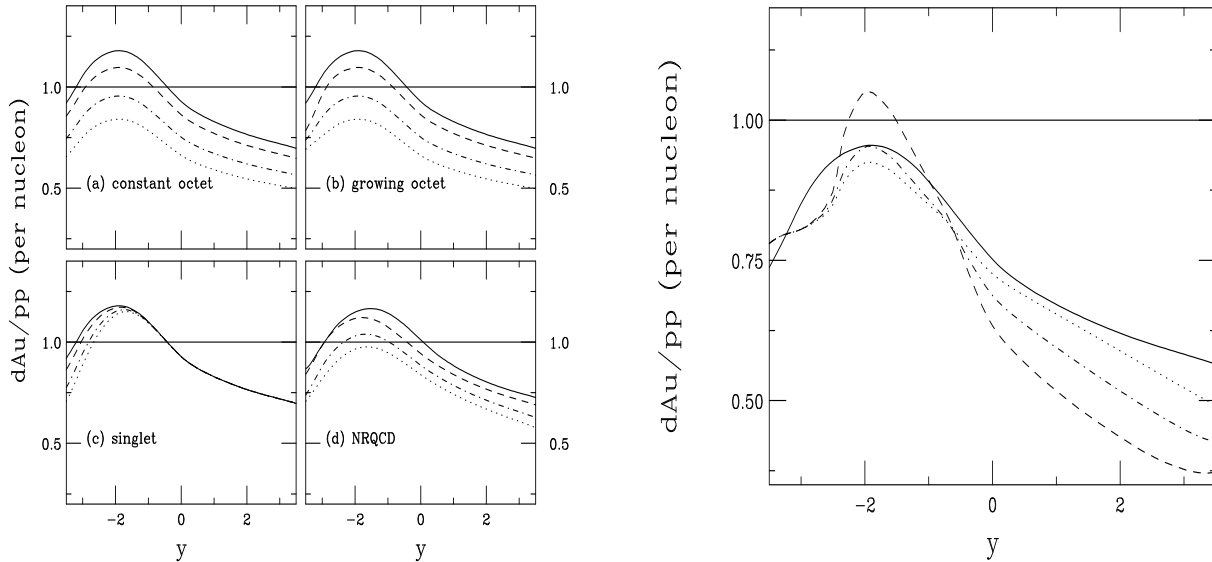 dAu/pp (per nucleon)
1.0
0.5
(a) constant octet
(b) growing octet
1.0
0.5
1.0
0.5
(c) singlet
(d) NRQCD
1.0
0.5
-2 0 2
-2 0 2
y
y
dAu/pp (per nucleon)
1.00
0.75
0.50
-2 0 2
y